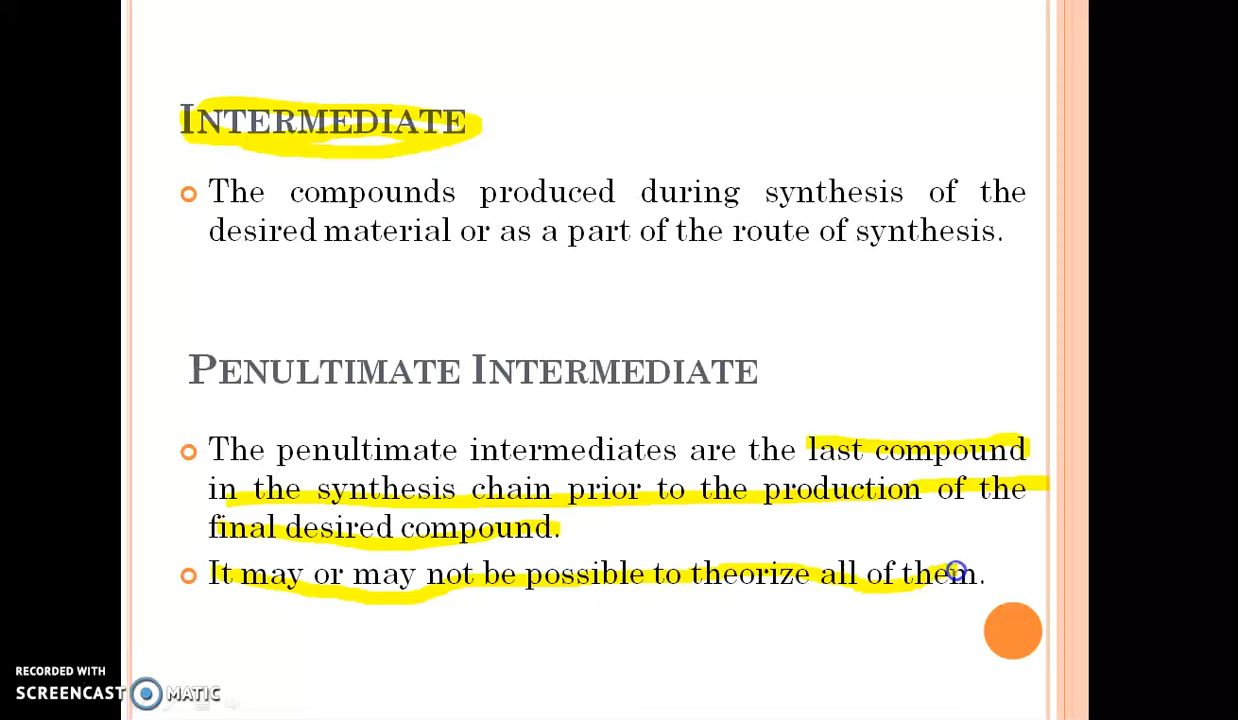 INTERMEDIATE
The compounds produced during synthesis of the
desired material or as a part of the route of synthesis.
PENULTIMATE INTERMEDIATE
The penultimate intermediates are the last compound
in the synthesis chain prior to the production of the
final desired compound.
It may or may not be possible to theorize all of them.
RECORDED WITH
SCREENCAST MATIC